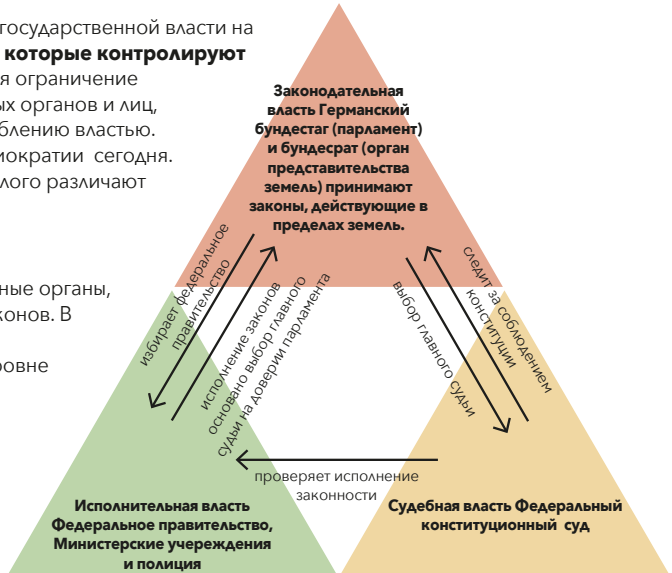 государственной власти на
которые контролируют
я ограничение
ых органов и лиц,
блению властью.
мократии сегодня.
лого различают
ные органы,
конов. В
ровне
Законодательная
власть Германский
бундестаг (парламент)
и бундесрат (орган
представительства
земель) принимают
законы, действующие в
пределах земель.
избирает федеральное
правительство
исполнение законов
основано выбор главного
судьи на доверии парламента
выбор главного судьи
следит за соблюдением
конституции
проверяет исполнение
законности
Исполнительная власть
Федеральное правительство,
Министерские учереждения
и полиция
Судебная власть Федеральный
конституционный суд